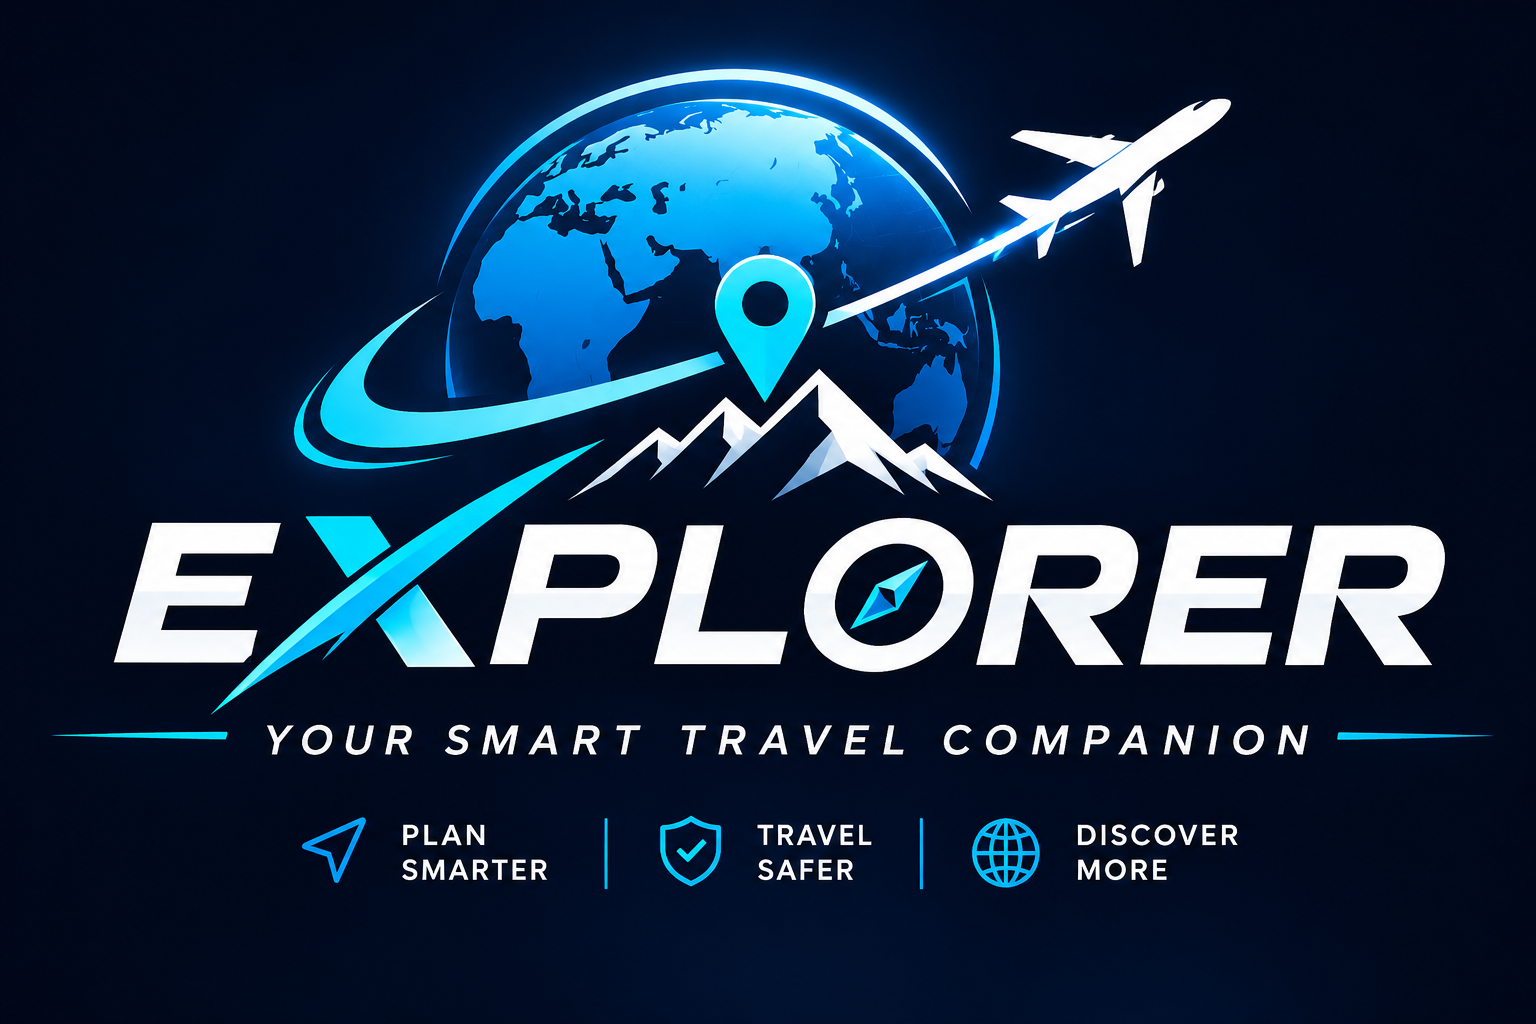 EXPLORER
YOUR SMART TRAVEL COMPANION
PLAN
SMARTER
TRAVEL
SAFER
DISCOVER
MORE